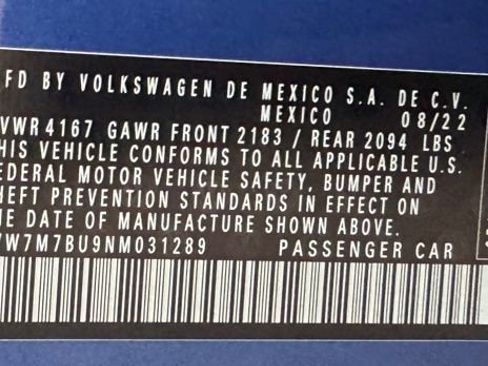 FD BY VOLKSWAGEN DE MEXICO S.A. DE C.V.
MEXICO 08/22
VWR 4167 GAWR FRONT 2183 / REAR 2094 LBS
HIS VEHICLE CONFORMS TO ALL APPLICABLE U.S.
EDERAL MOTOR VEHICLE SAFETY, BUMPER AND
HEFT PREVENTION STANDARDS IN EFFECT ON
HE DATE OF MANUFACTURE SHOWN ABOVE.
VW7M7BU9NM031289 PASSENGER CAR